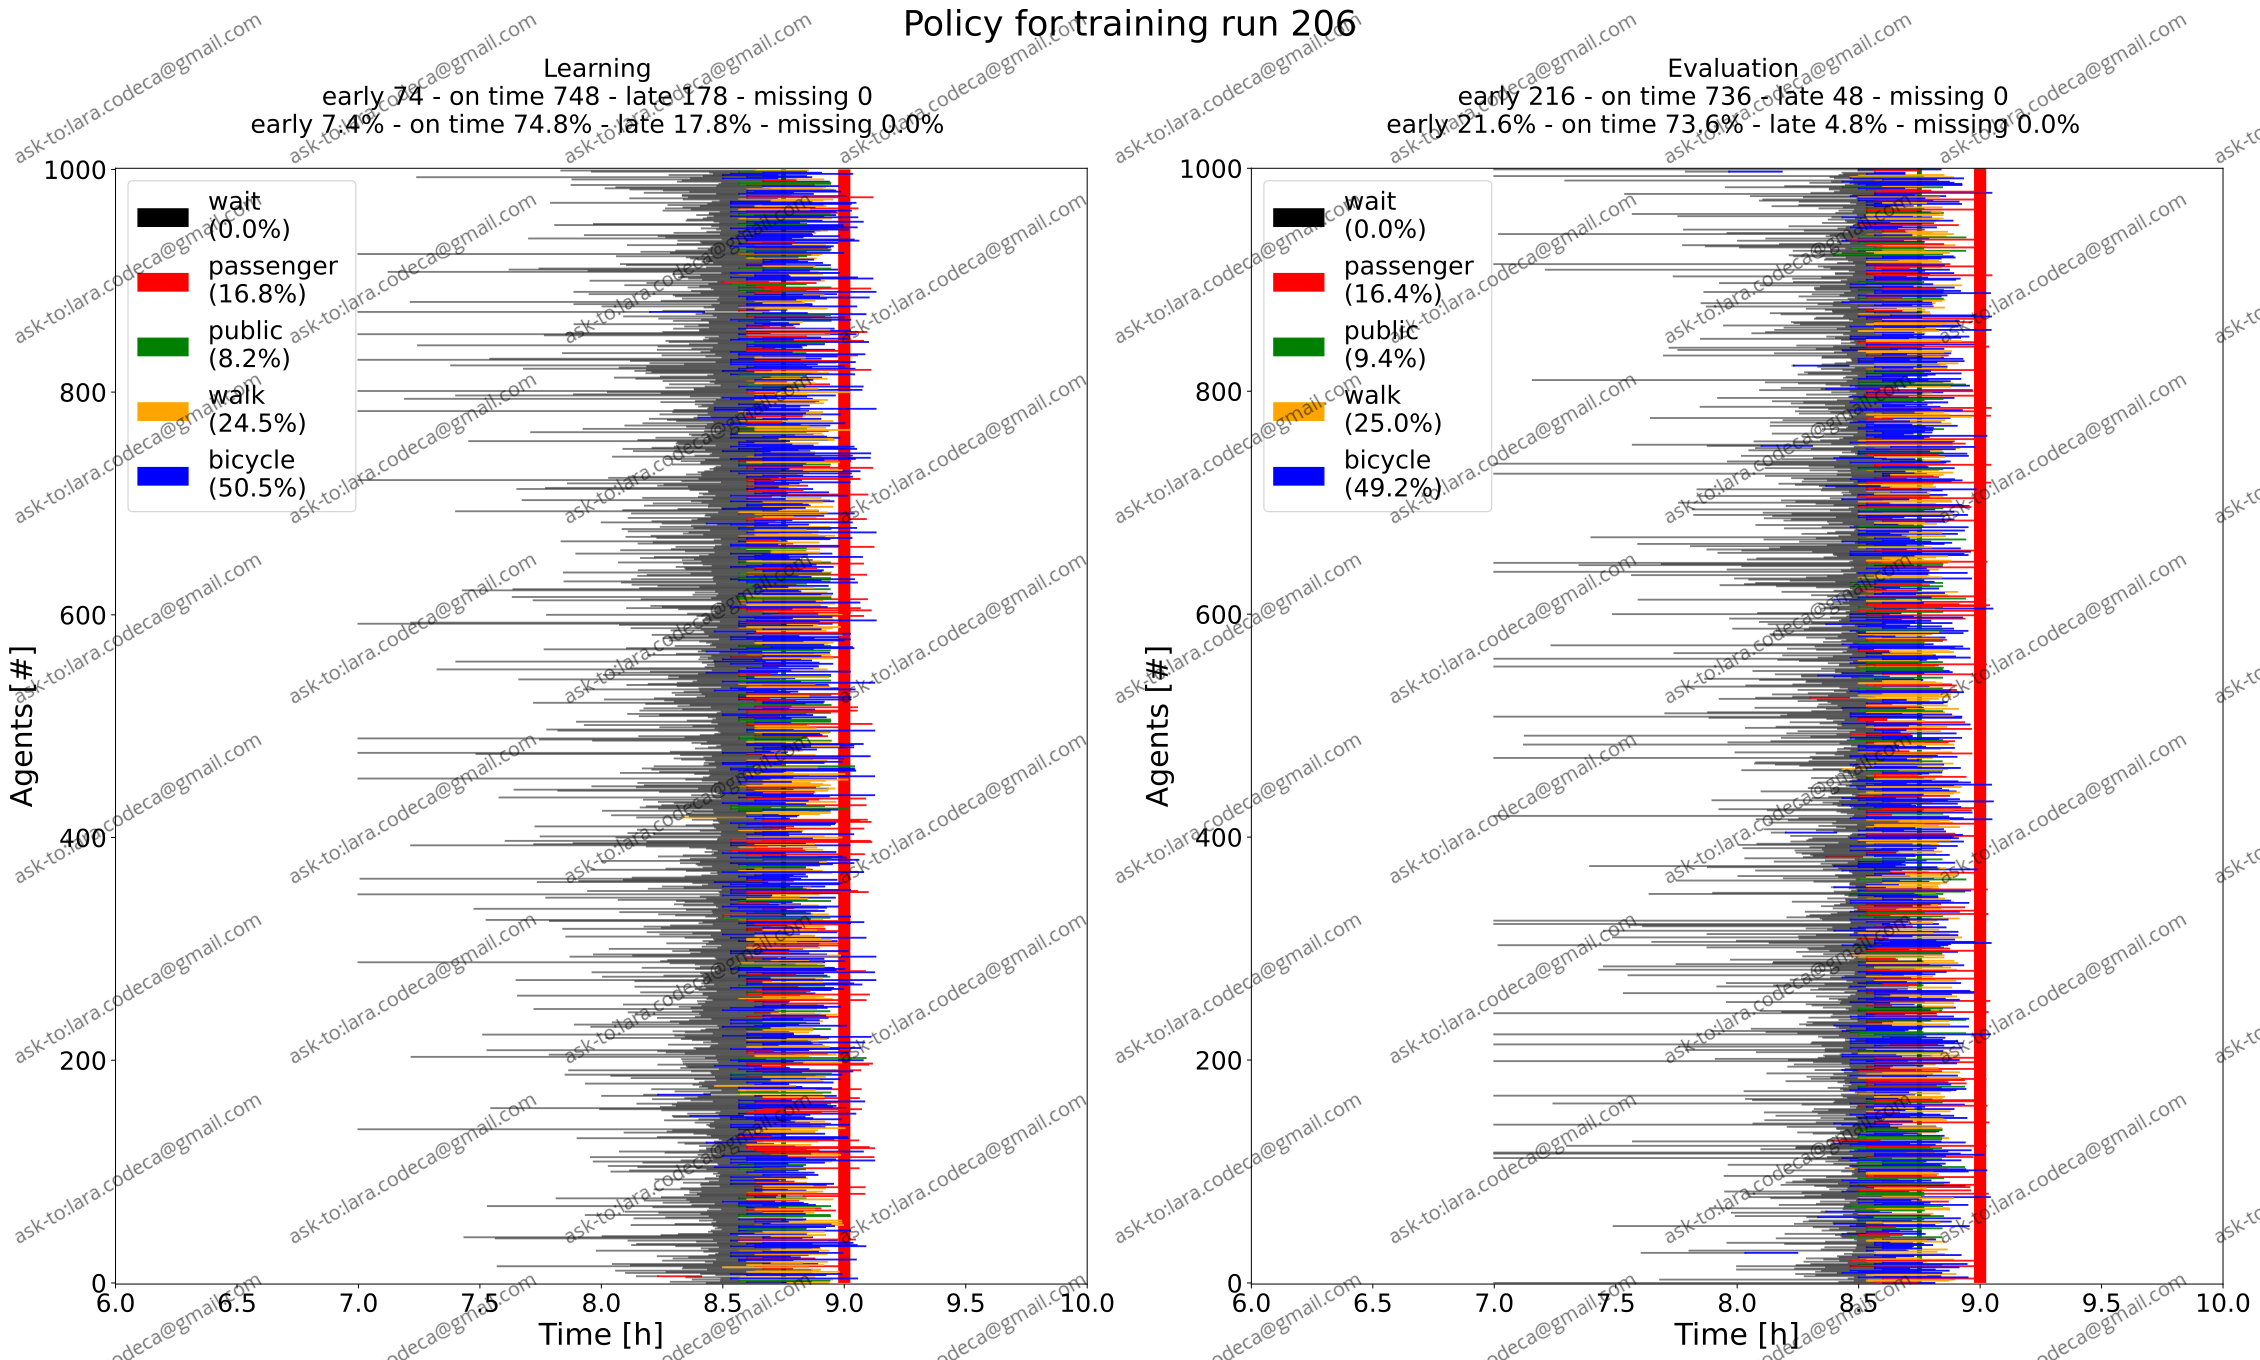 Policy for training run 206
Learning
early 74 - on time 748 - late 178 - missing 0
early 7.4% - on time 74.8% - late 17.8% - missing 0.0%
Evaluation
early 216 - on time 736 - late 48 - missing 0
early 21.6% - on time 73.6% - late 4.8% - missing 0.0%
1000
800
600
400
200
0
Agents [#]
wait
(0.0%)
passenger
(16.8%)
public
(8.2%)
walk
(24.5%)
bicycle
(50.5%)
6.0 6.5 7.0 7.5 8.0 8.5 9.0 9.5 10.0
Time [h]
1000
800
600
400
200
0
Agents [#]
wait
(0.0%)
passenger
(16.4%)
public
(9.4%)
walk
(25.0%)
bicycle
(49.2%)
6.0 6.5 7.0 7.5 8.0 8.5 9.0 9.5 10.0
Time [h]
ask-to:lara.codeca@gmail.com